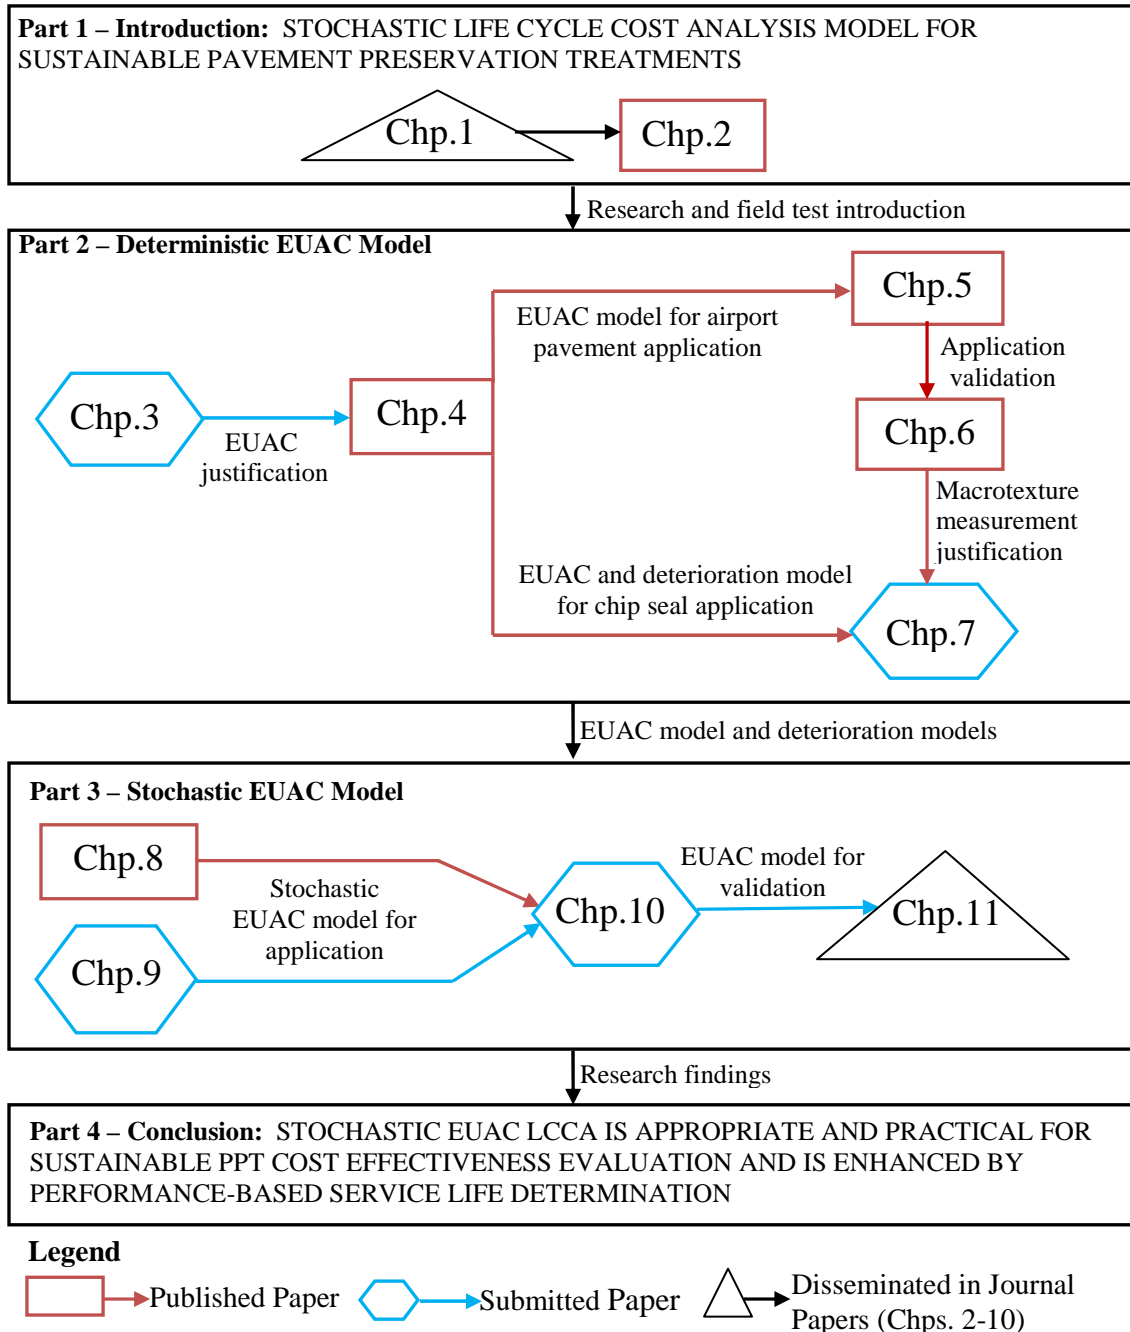 Part 1 – Introduction: STOCHASTIC LIFE CYCLE COST ANALYSIS MODEL FOR
SUSTAINABLE PAVEMENT PRESERVATION TREATMENTS
Chp.1
Chp.2
Research and field test introduction
Part 2 – Deterministic EUAC Model
Chp.5
EUAC model for airport
pavement application
Application
validation
Chp.3
Chp.4
Chp.6
EUAC
justification
Macrotexture
measurement
justification
EUAC and deterioration model
for chip seal application
Chp.7
EUAC model and deterioration models
Part 3 – Stochastic EUAC Model
Chp.8
Stochastic
EUAC model for
application
Chp.9
Chp.10
EUAC model for
validation
Chp.11
Research findings
Part 4 – Conclusion: STOCHASTIC EUAC LCCA IS APPROPRIATE AND PRACTICAL FOR
SUSTAINABLE PPT COST EFFECTIVENESS EVALUATION AND IS ENHANCED BY
PERFORMANCE-BASED SERVICE LIFE DETERMINATION
Legend
Published Paper
Submitted Paper
Disseminated in Journal
Papers (Chps. 2-10)